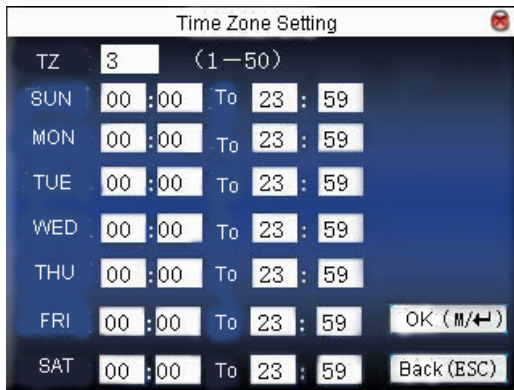 Time Zone Setting
TZ 3 (1—50)
SUN 00 :00 To 23 : 59
MON 00 :00 To 23 : 59
TUE 00 :00 To 23 : 59
WED 00 :00 To 23 : 59
THU 00 :00 To 23 : 59
FRI 00 :00 To 23 : 59 OK (M/↵)
SAT 00 :00 To 23 : 59 Back (ESC)